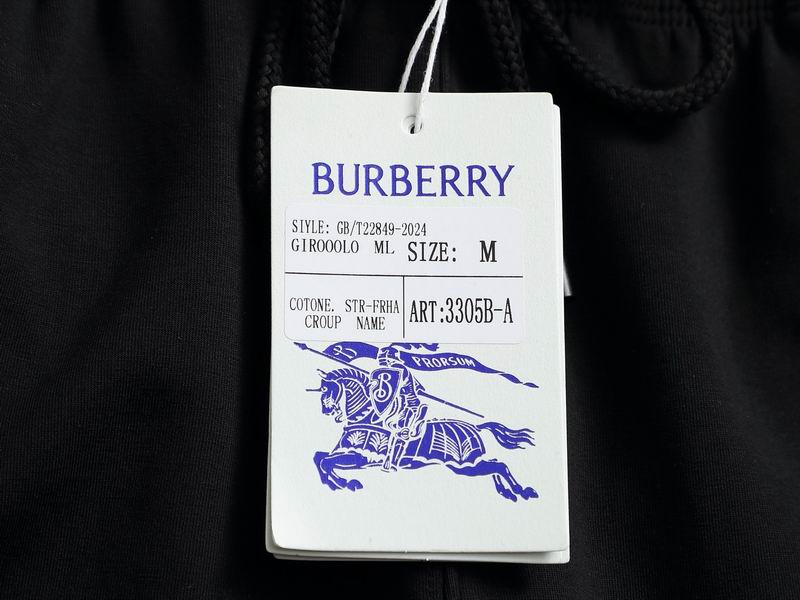 BURBERRY
SIYLE: GB/T22849-2024
GIROOOLO ML SIZE: M
COTONE. STR-FRHA
CROUP NAME
ART:3305B-A
PRORSUM
B